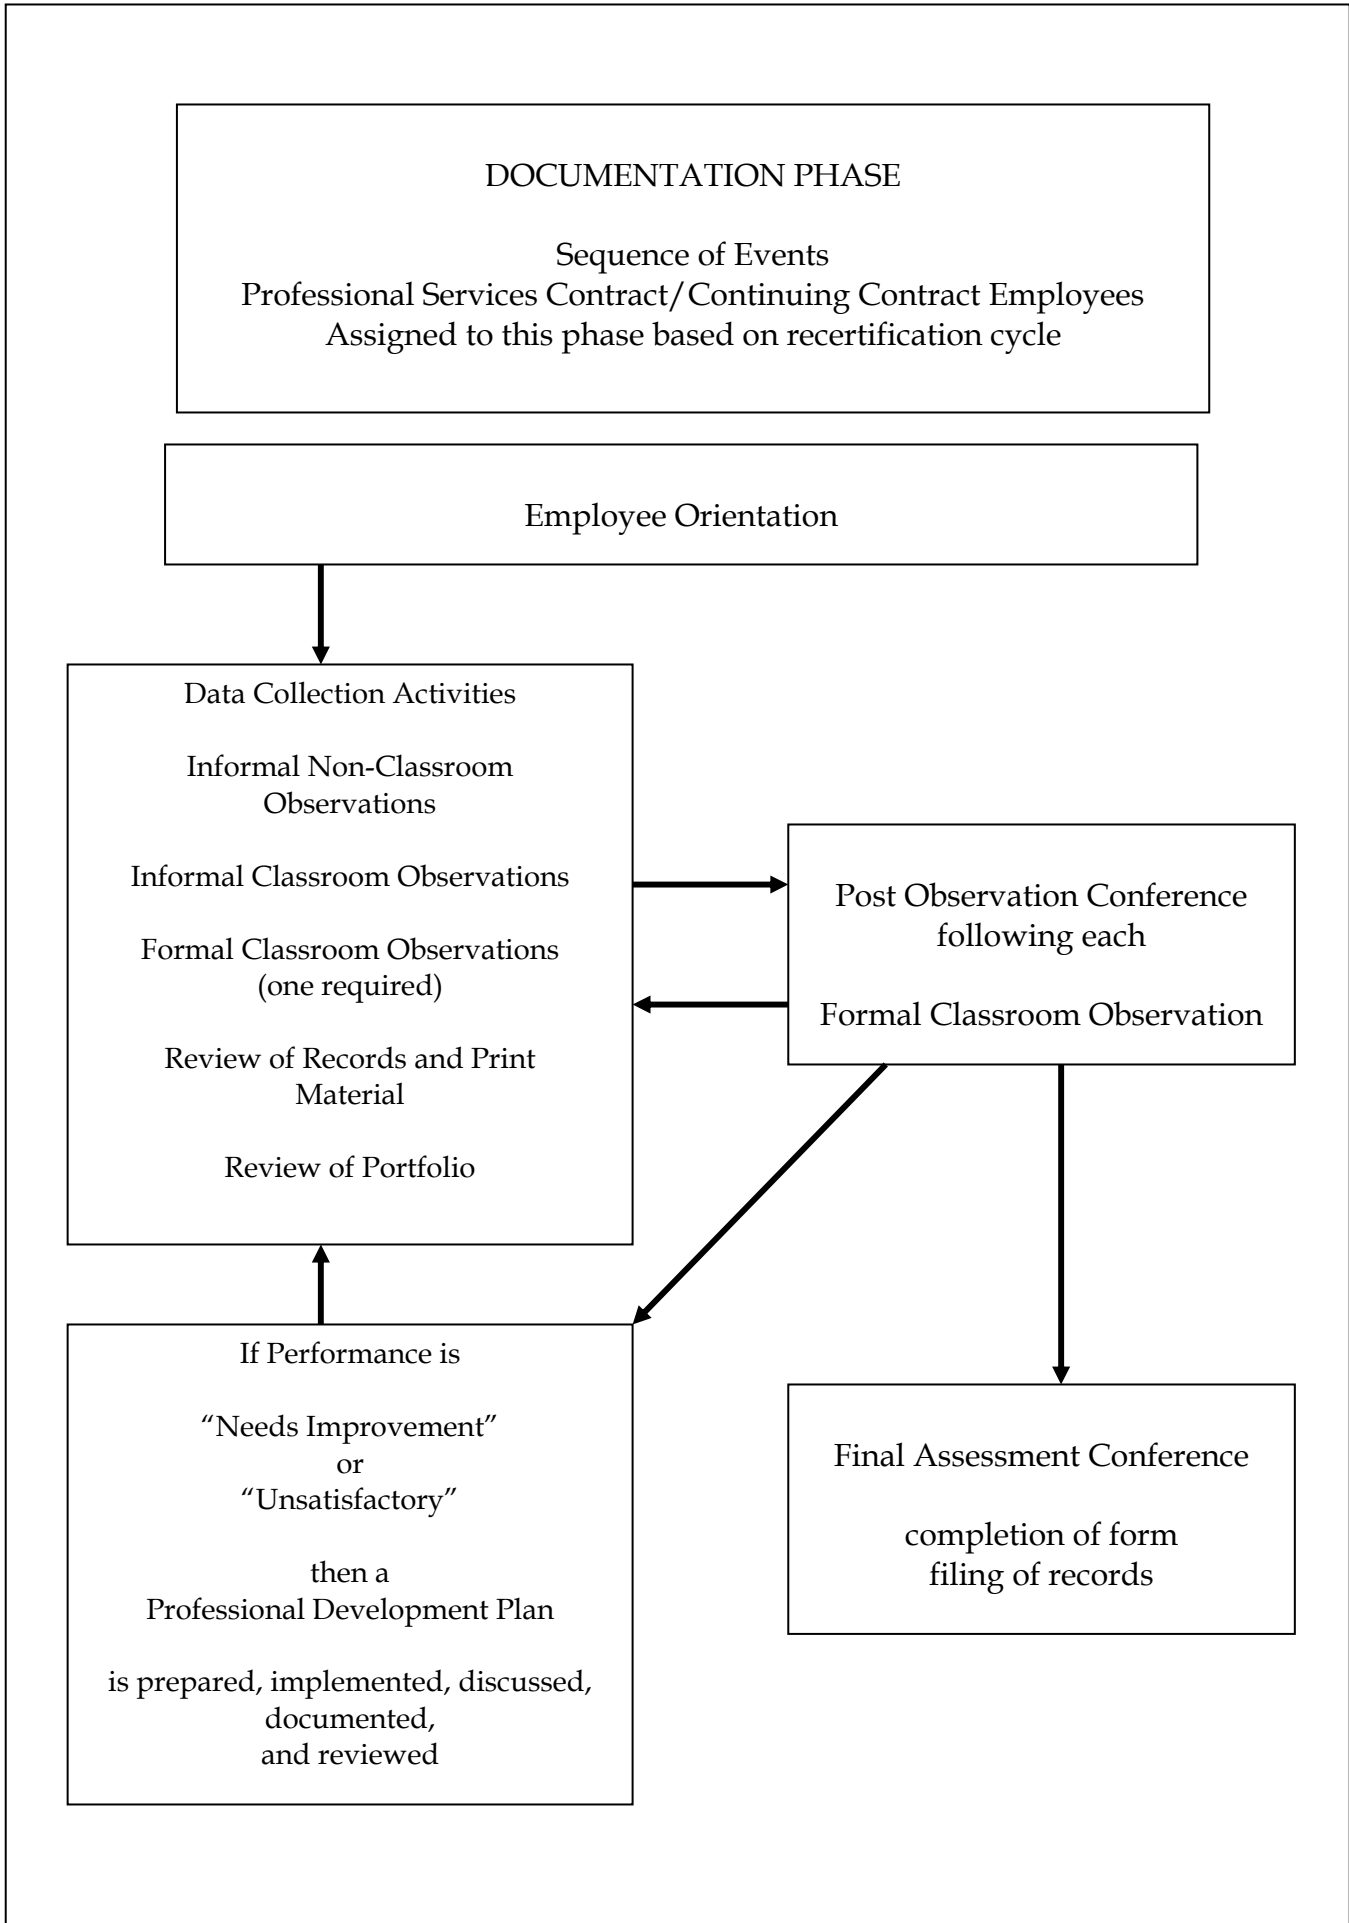 DOCUMENTATION PHASE
Sequence of Events
Professional Services Contract/Continuing Contract Employees
Assigned to this phase based on recertification cycle
Employee Orientation
Data Collection Activities
Informal Non-Classroom
Observations
Informal Classroom Observations
Formal Classroom Observations
(one required)
Review of Records and Print
Material
Review of Portfolio
Post Observation Conference
following each
Formal Classroom Observation
If Performance is
“Needs Improvement”
or
“Unsatisfactory”
then a
Professional Development Plan
is prepared, implemented, discussed,
documented,
and reviewed
Final Assessment Conference
completion of form
filing of records